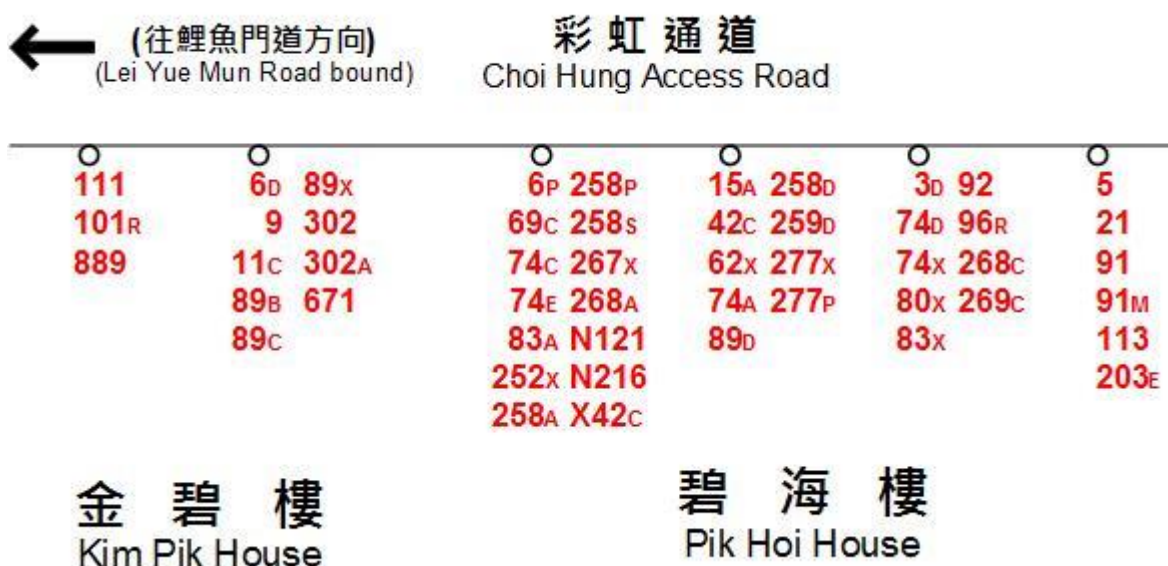 (往鯉魚門道方向)
(Lei Yue Mun Road bound)
彩虹通道
Choi Hung Access Road
111
101R
889
6D 89X
9 302
11C 302A
89B 671
89C
6P 258P
69C 258S
74C 267X
74E 268A
83A N121
252X N216
258A X42C
15A 258D
42C 259D
62X 277X
74A 277P
89D
3D 92
74D 96R
74X 268C
80X 269C
83X
5
21
91
91M
113
203E
金碧樓
Kim Pik House
碧海樓
Pik Hoi House